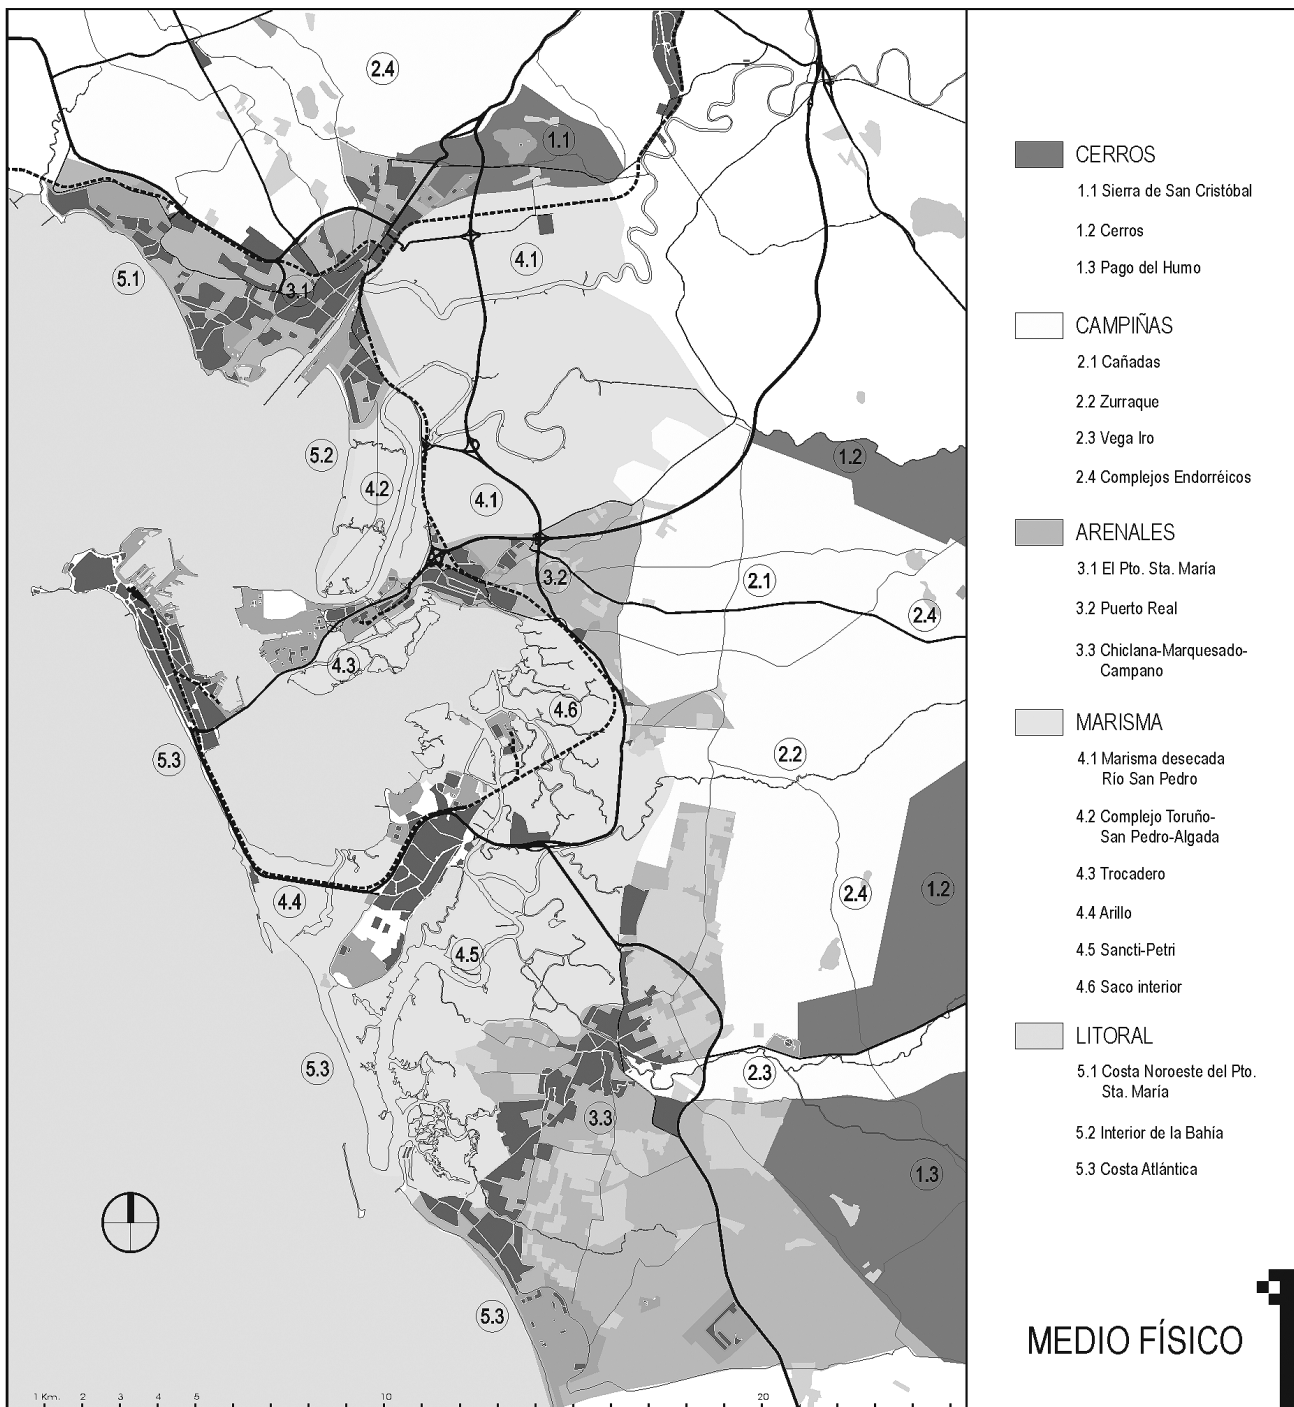 2.4
1.1
4.1
5.1
3.1
5.2
4.2
4.1
1.2
3.2
2.1
2.4
4.3
4.6
5.3
2.2
4.4
2.4
1.2
4.5
5.3
2.3
3.3
1.3
5.3
1 Km. 2 3 4 5 10 20
CERROS
1.1 Sierra de San Cristóbal
1.2 Cerros
1.3 Pago del Humo
CAMPIÑAS
2.1 Cañadas
2.2 Zurraque
2.3 Vega Iro
2.4 Complejos Endorréicos
ARENALES
3.1 El Pto. Sta. María
3.2 Puerto Real
3.3 Chiclana-Marquesado-
Campano
MARISMA
4.1 Marisma desecada
Río San Pedro
4.2 Complejo Toruño-
San Pedro-Algada
4.3 Trocadero
4.4 Arillo
4.5 Sancti-Petri
4.6 Saco interior
LITORAL
5.1 Costa Noroeste del Pto.
Sta. María
5.2 Interior de la Bahía
5.3 Costa Atlántica
MEDIO FÍSICO